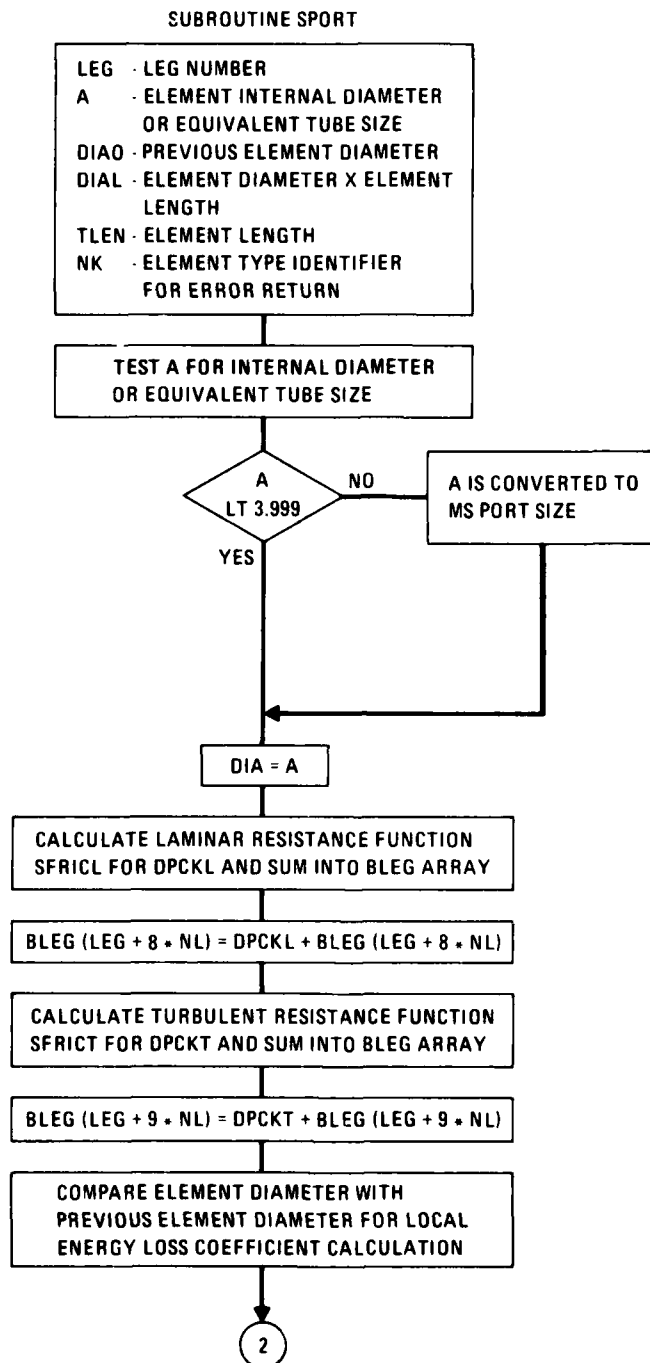 SUBROUTINE SPORT
LEG - LEG NUMBER
A - ELEMENT INTERNAL DIAMETER
OR EQUIVALENT TUBE SIZE
DIAO - PREVIOUS ELEMENT DIAMETER
DIAL - ELEMENT DIAMETER X ELEMENT
LENGTH
TLEN - ELEMENT LENGTH
NK - ELEMENT TYPE IDENTIFIER
FOR ERROR RETURN
TEST A FOR INTERNAL DIAMETER
OR EQUIVALENT TUBE SIZE
A
LT 3.999
NO
A IS CONVERTED TO
MS PORT SIZE
YES
DIA = A
CALCULATE LAMINAR RESISTANCE FUNCTION
SFRICL FOR DPCKL AND SUM INTO BLEG ARRAY
BLEG (LEG + 8 * NL) = DPCKL + BLEG (LEG + 8 * NL)
CALCULATE TURBULENT RESISTANCE FUNCTION
SFRICT FOR DPCKT AND SUM INTO BLEG ARRAY
BLEG (LEG + 9 * NL) = DPCKT + BLEG (LEG + 9 * NL)
COMPARE ELEMENT DIAMETER WITH
PREVIOUS ELEMENT DIAMETER FOR LOCAL
ENERGY LOSS COEFFICIENT CALCULATION
2